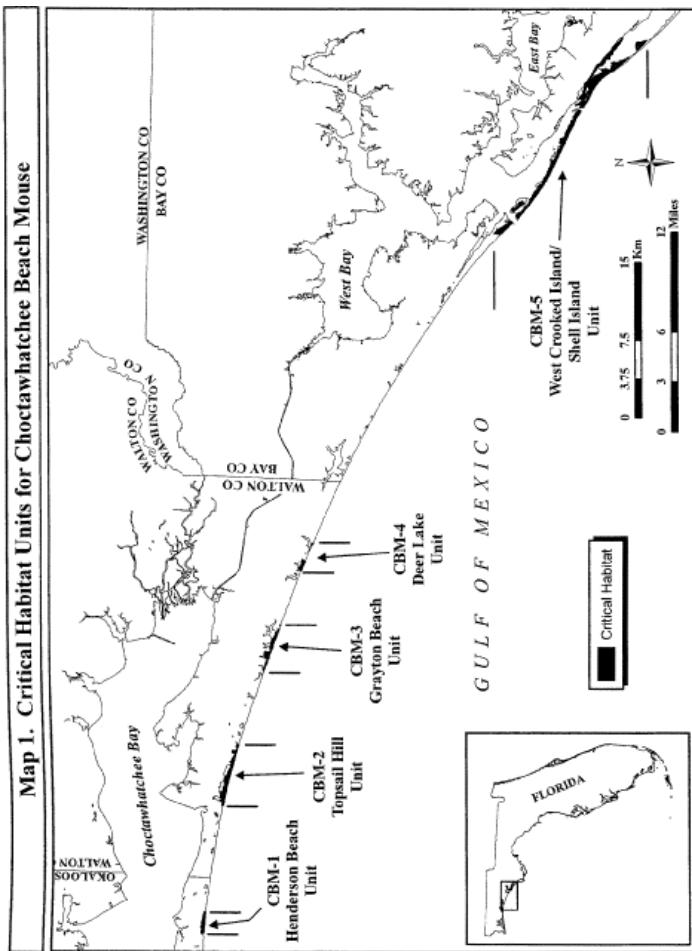 Map 1. Critical Habitat Units for Choctawhatchee Beach Mouse
OKALOOS
WALTON
WALTON CO
WASHINGTON CO
WASHINGTON CO
BAY CO
WALTON CO
BAY CO
Choctawhatchee Bay
West Bay
East Bay
CBM-1
Henderson Beach
Unit
CBM-2
Topsail Hill
Unit
CBM-3
Grayton Beach
Unit
CBM-4
Deer Lake
Unit
CBM-5
West Crooked Island/
Shell Island
Unit
GULF OF MEXICO
N
FLORIDA
Critical Habitat
0 3.75 7.5 15 Km
0 3 6 12 Miles